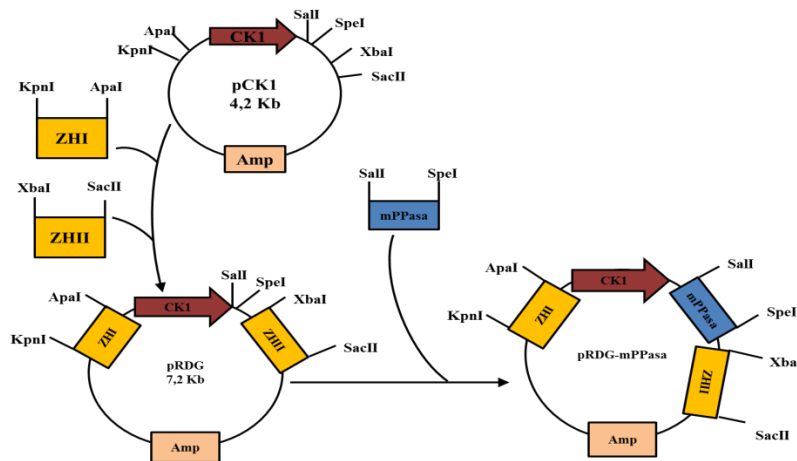 SalI
SpeI
ApaI
CK1
KpnI
XbaI
SacII
pCK1
4,2 Kb
Amp
KpnI
ApaI
ZHI
XbaI
SacII
ZHII
SalI
SpeI
mPPasa
ApaI
CK1
SalI
SpeI
XbaI
KpnI
ZHI
ZHII
SacII
pRDG
7,2 Kb
Amp
ApaI
CK1
SalI
mPPasa
KpnI
ZHI
SpeI
pRDG-mPPasa
Xba
ZHII
SacII
Amp